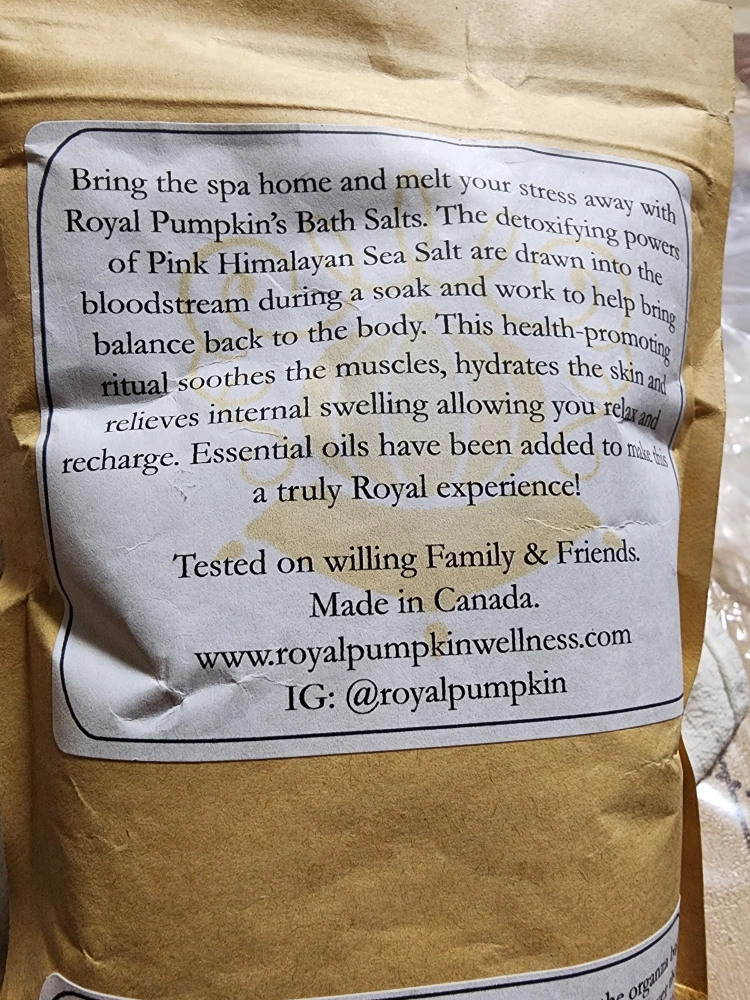 Bring the spa home and melt your stress away with
Royal Pumpkin's Bath Salts. The detoxifying powers
of Pink Himalayan Sea Salt are drawn into the
bloodstream during a soak and work to help bring
balance back to the body. This health-promoting
ritual soothes the muscles, hydrates the skin and
relieves internal swelling allowing you relax and
recharge. Essential oils have been added to make this
a truly Royal experience!
Tested on willing Family & Friends.
Made in Canada.
www.royalpumpkinwellness.com
IG: @royalpumpkin
the organza